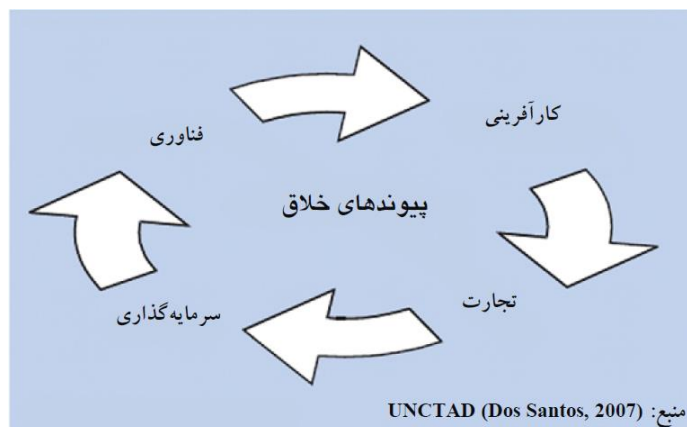 کارآفرینی
فناوری
پیوندهای خلاق
تجارت
سرمایه‌گذاری
منبع: UNCTAD (Dos Santos, 2007)